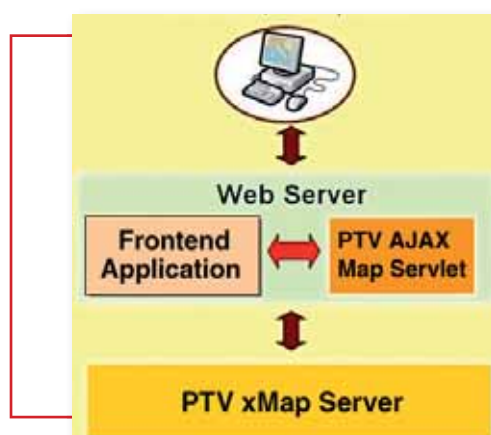 Web Server
Frontend
Application
PTV AJAX
Map Servlet
PTV xMap Server